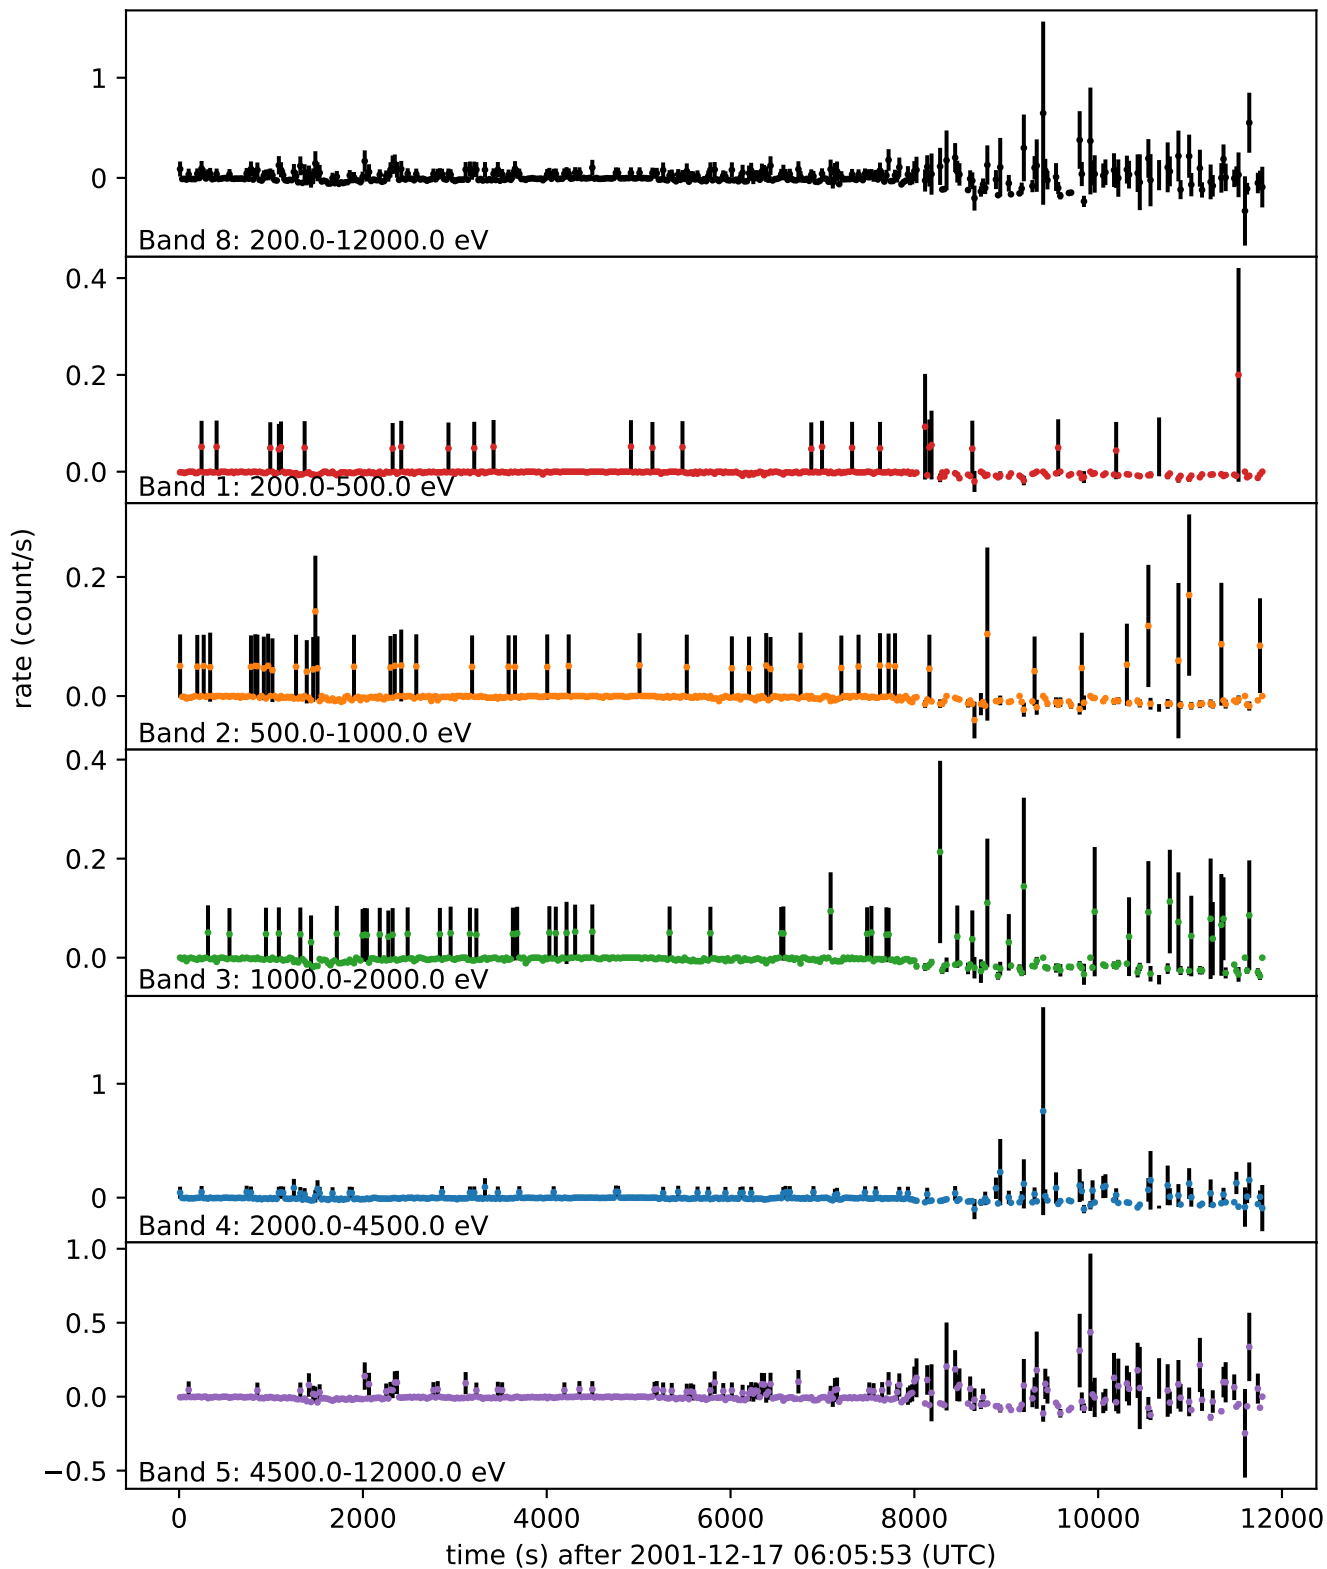 1
0
Band 8: 200.0-12000.0 eV
0.4
0.2
0.0
Band 1: 200.0-500.0 eV
0.2
0.0
Band 2: 500.0-1000.0 eV
rate (count/s)
0.4
0.2
0.0
Band 3: 1000.0-2000.0 eV
1
0
Band 4: 2000.0-4500.0 eV
1.0
0.5
0.0
−0.5
Band 5: 4500.0-12000.0 eV
0 2000 4000 6000 8000 10000 12000
time (s) after 2001-12-17 06:05:53 (UTC)